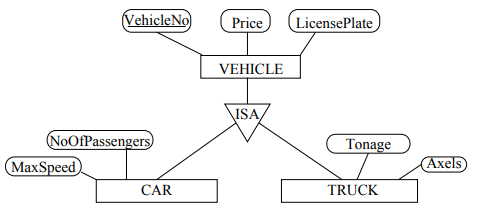 VehicleNo
Price
LicensePlate
VEHICLE
ISA
NoOfPassengers
MaxSpeed
Tonage
Axels
CAR
TRUCK